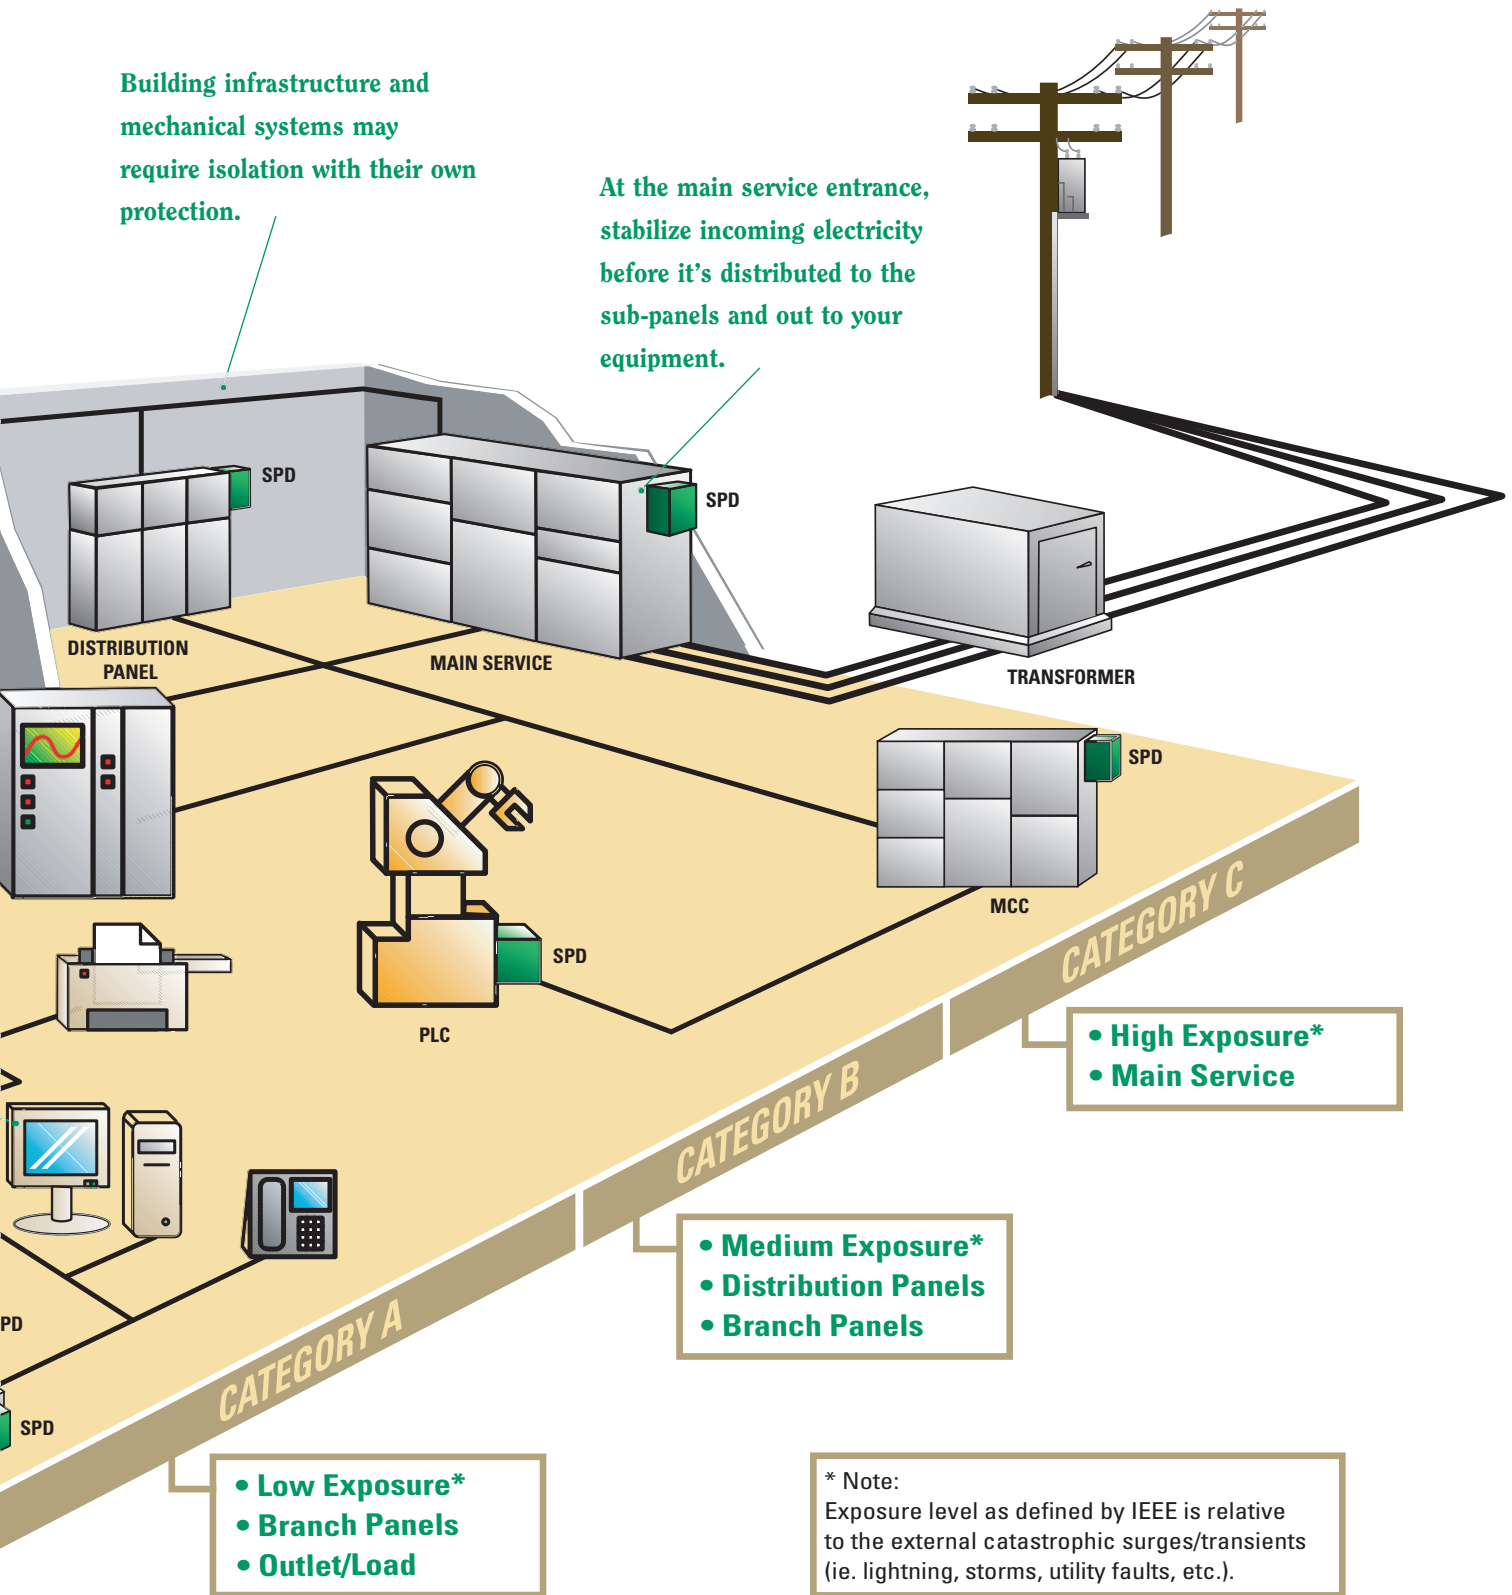 Building infrastructure and
mechanical systems may
require isolation with their own
protection.
At the main service entrance,
stabilize incoming electricity
before it's distributed to the
sub-panels and out to your
equipment.
SPD
SPD
DISTRIBUTION
PANEL
MAIN SERVICE
TRANSFORMER
SPD
MCC
SPD
PLC
CATEGORY C
• High Exposure*
• Main Service
CATEGORY B
• Medium Exposure*
• Distribution Panels
• Branch Panels
PD
SPD
CATEGORY A
• Low Exposure*
• Branch Panels
• Outlet/Load
* Note:
Exposure level as defined by IEEE is relative
to the external catastrophic surges/transients
(ie. lightning, storms, utility faults, etc.).